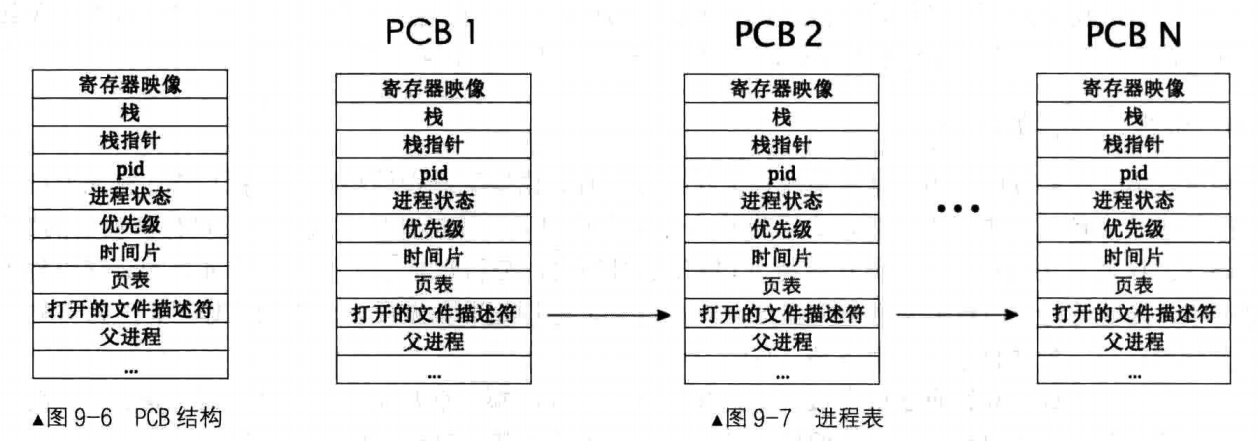 寄存器映像
栈
栈指针
pid
进程状态
优先级
时间片
页表
打开的文件描述符
父进程
...
▲图 9-6 PCB 结构
PCB 1
寄存器映像
栈
栈指针
pid
进程状态
优先级
时间片
页表
打开的文件描述符
父进程
...
PCB 2
寄存器映像
栈
栈指针
pid
进程状态
优先级
时间片
页表
打开的文件描述符
父进程
...
•••
PCB N
寄存器映像
栈
栈指针
pid
进程状态
优先级
时间片
页表
打开的文件描述符
父进程
...
▲图 9-7 进程表